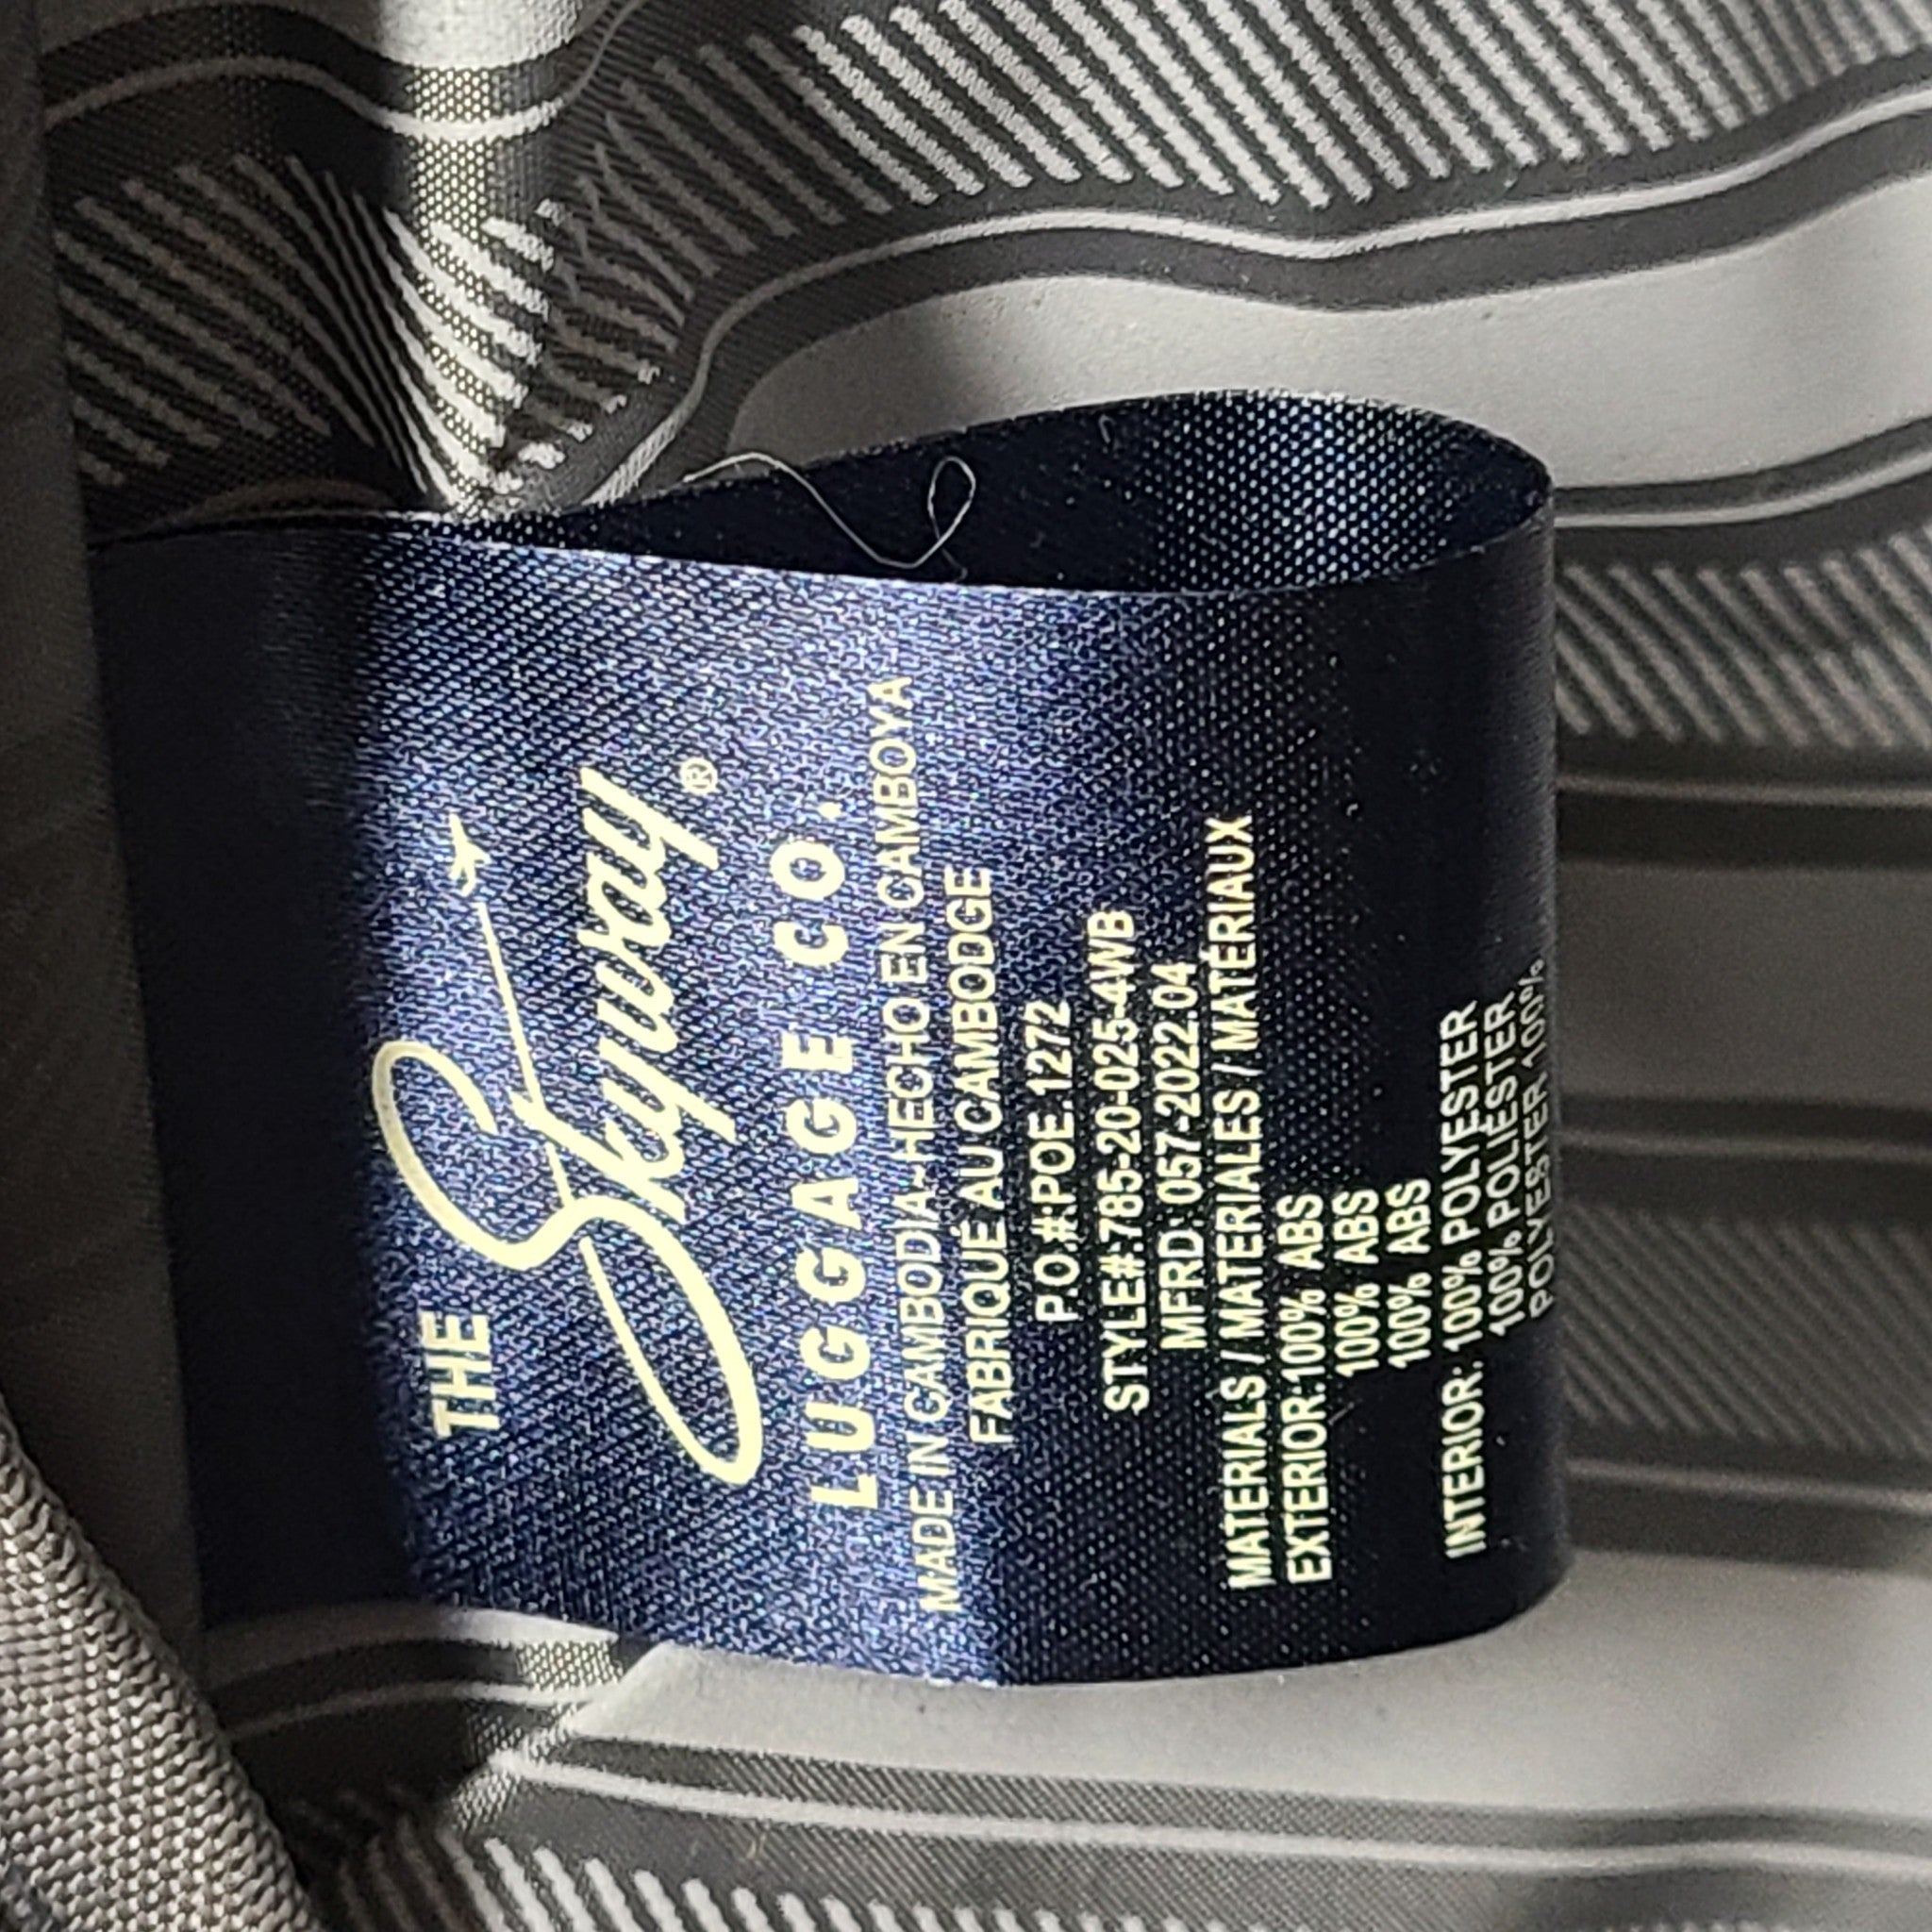 THE
Skyway®
LUGGAGE CO.
MADE IN CAMBODIA~HECHO EN CAMBOYA
FABRIQUÉ AU CAMBODGE
P.O.#:POE.1272
STYLE#:785-20-025-4WB
MFRD: 057-2022.04
MATERIALS / MATERIALES / MATÉRIAUX
EXTERIOR:100% ABS
100% ABS
100% ABS
INTERIOR: 100% POLYESTER
100% POLIÉSTER
POLYESTER 100%